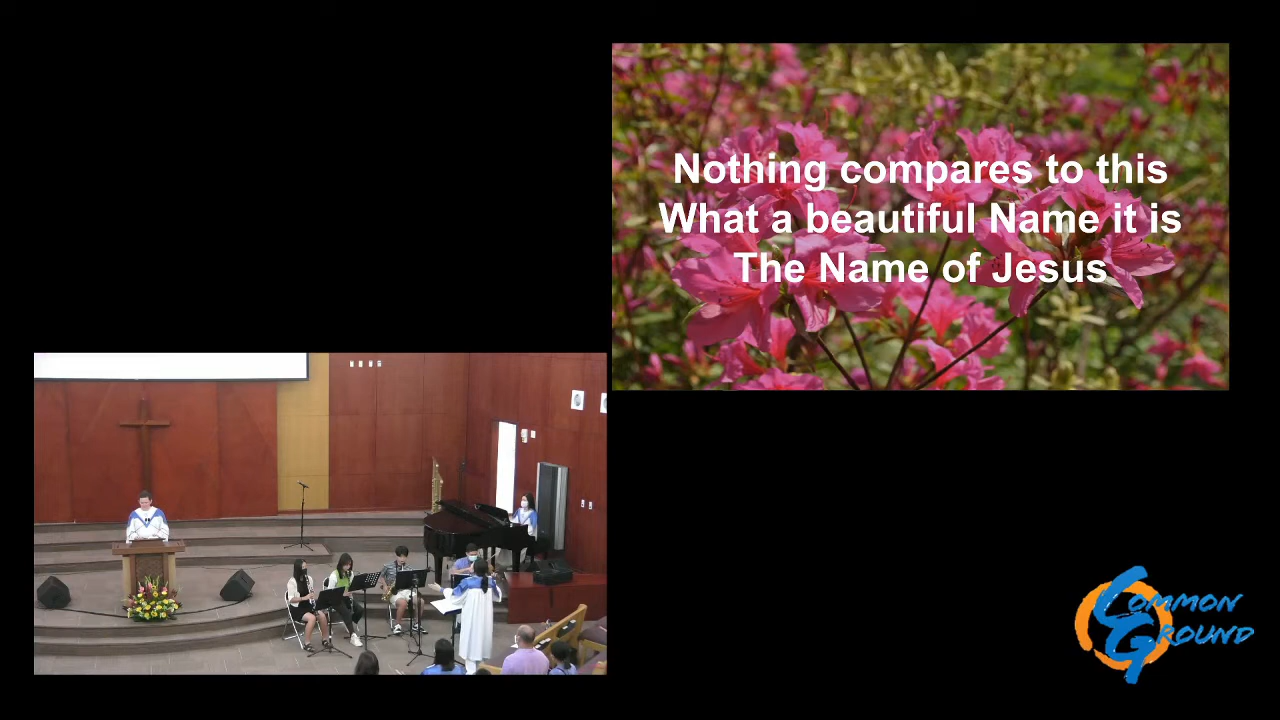 Nothing compares to this
What a beautiful Name it is
The Name of Jesus
COMMON
GROUND